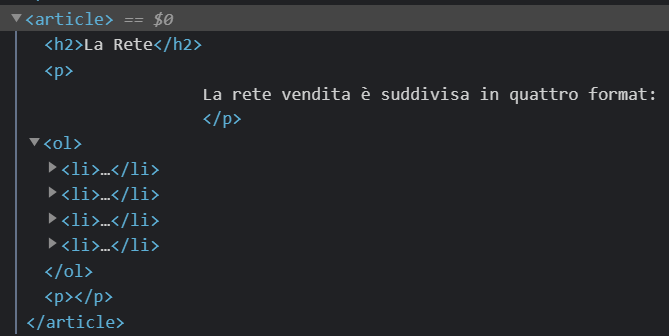 <article> == $0
<h2>La Rete</h2>
<p>
La rete vendita è suddivisa in quattro format:
</p>
<ol>
<li>…</li>
<li>…</li>
<li>…</li>
<li>…</li>
</ol>
<p></p>
</article>